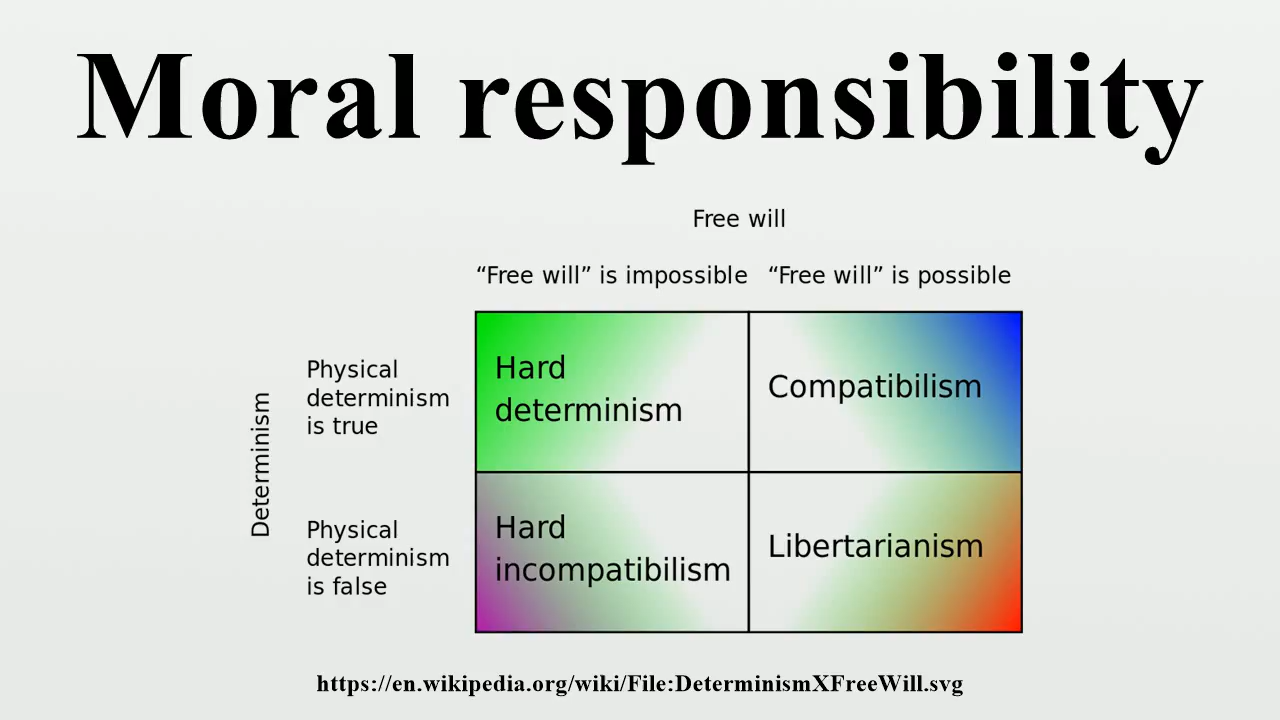 Moral responsibility
Free will
“Free will” is impossible
“Free will” is possible
Determinism
Physical
determinism
is true
Hard
determinism
Compatibilism
Physical
determinism
is false
Hard
incompatibilism
Libertarianism
https://en.wikipedia.org/wiki/File:DeterminismXFreeWill.svg